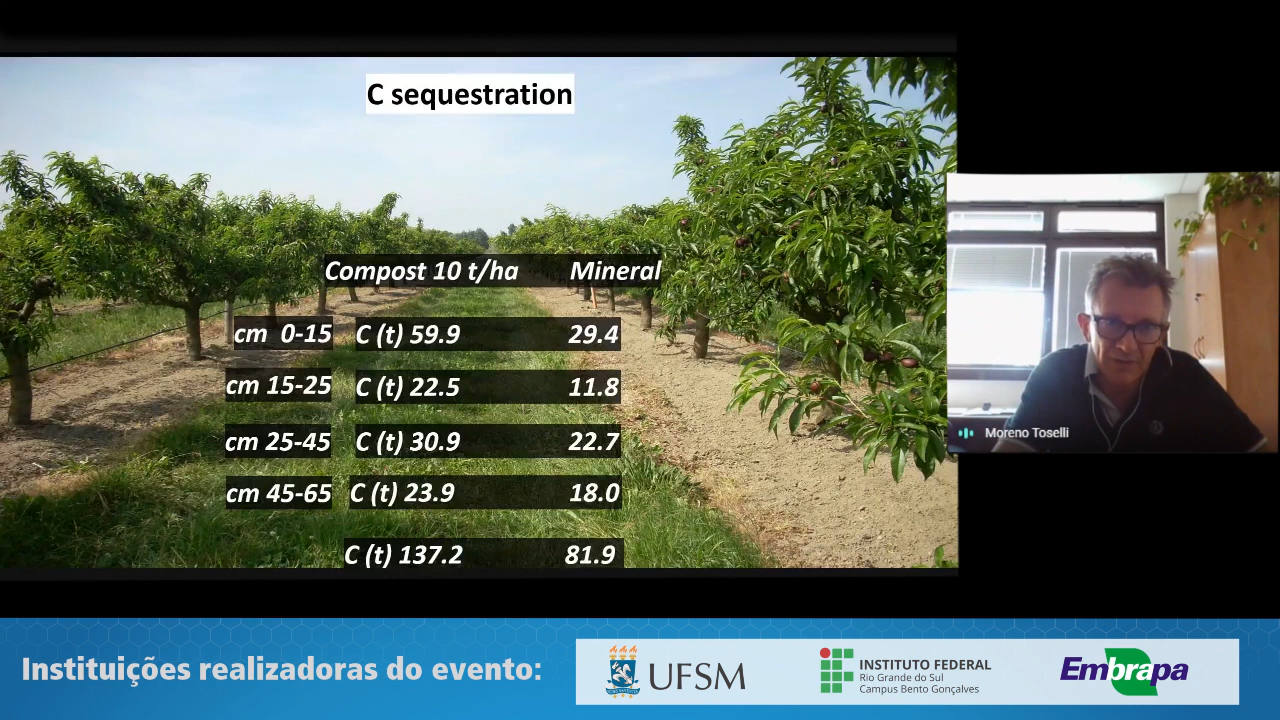 C sequestration
Compost 10 t/ha Mineral
cm 0-15 C (t) 59.9 29.4
cm 15-25 C (t) 22.5 11.8
cm 25-45 C (t) 30.9 22.7
cm 45-65 C (t) 23.9 18.0
C (t) 137.2 81.9
Moreno Toselli
Instituições realizadoras do evento:
UFSM
INSTITUTO FEDERAL
Rio Grande do Sul
Campus Bento Gonçalves
Embrapa